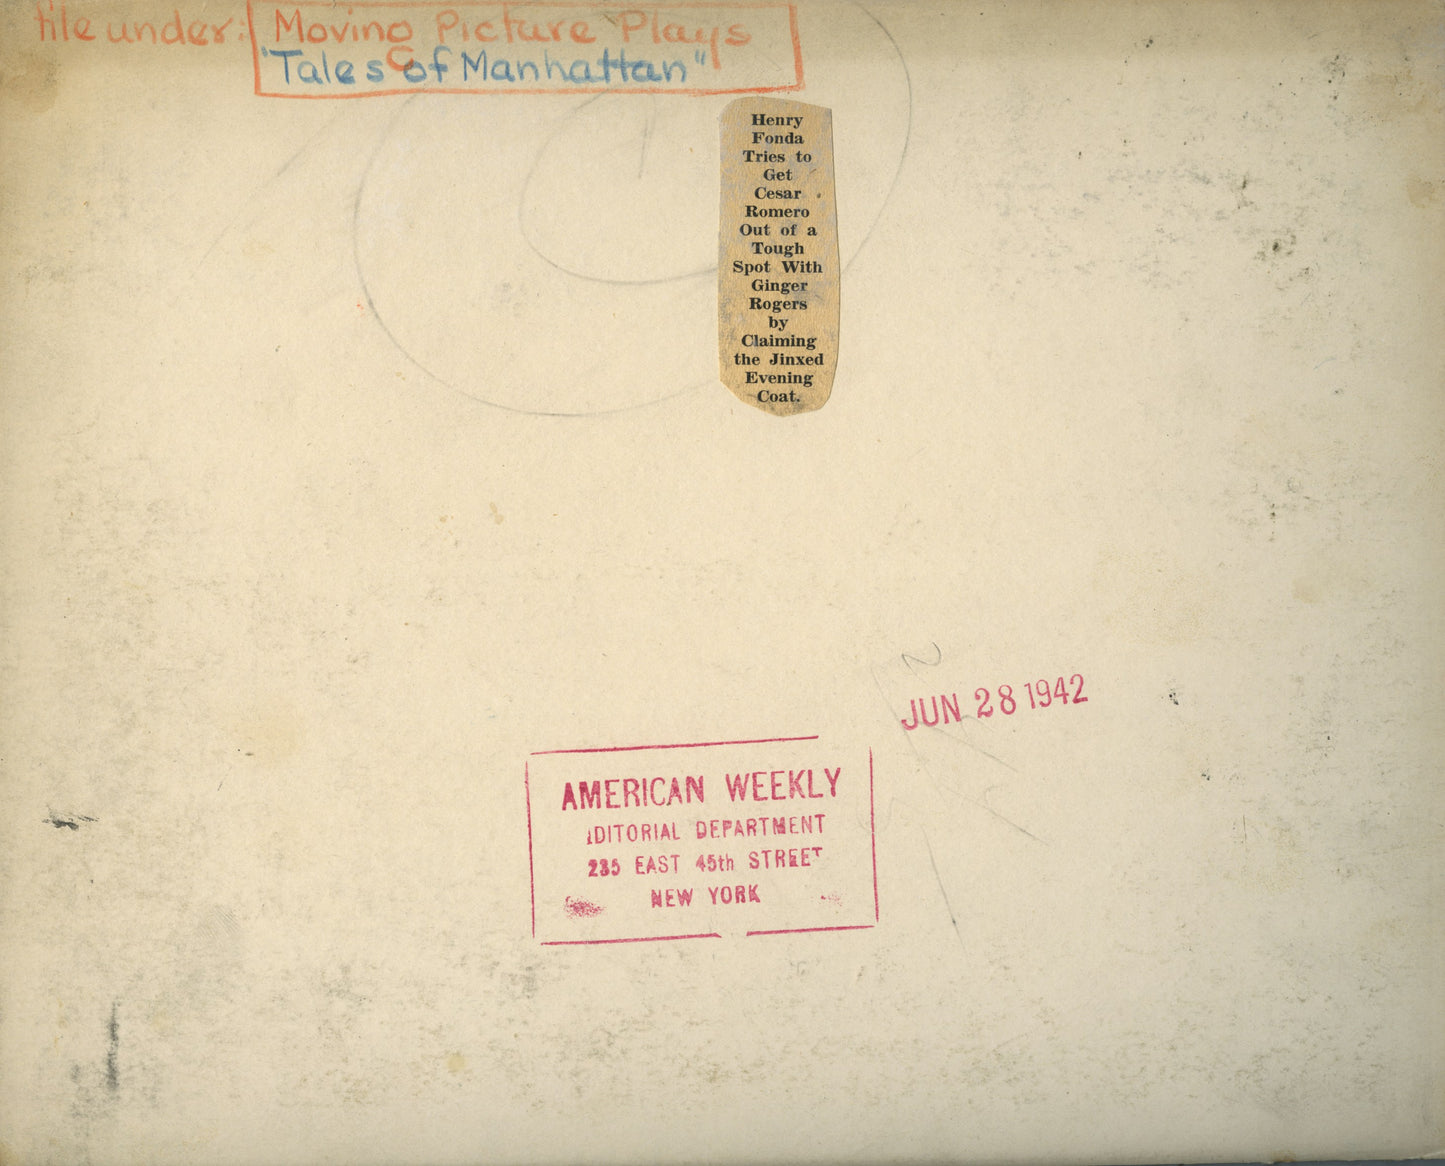 file under: Moving Picture Plays
"Tales of Manhattan"
Henry
Fonda
Tries to
Get
Cesar
Romero
Out of a
Tough
Spot With
Ginger
Rogers
by
Claiming
the Jinxed
Evening
Coat.
2
JUN 28 1942
AMERICAN WEEKLY
DITORIAL DEPARTMENT
235 EAST 45th STREET
NEW YORK